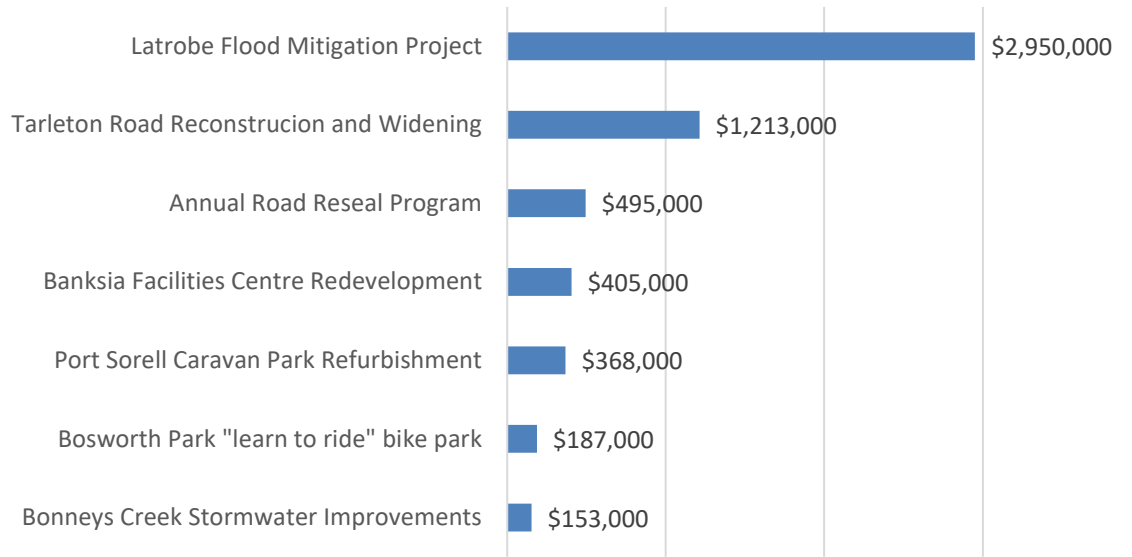 Latrobe Flood Mitigation Project $2,950,000
Tarleton Road Reconstrucion and Widening $1,213,000
Annual Road Reseal Program $495,000
Banksia Facilities Centre Redevelopment $405,000
Port Sorell Caravan Park Refurbishment $368,000
Bosworth Park "learn to ride" bike park $187,000
Bonneys Creek Stormwater Improvements $153,000